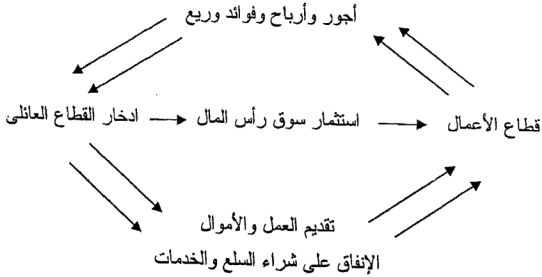 أجور وأرباح وفوائد وريع
قطاع الأعمال
استثمار سوق رأس المال
ادخار القطاع العائلى
تقديم العمل والأموال
الإنفاق على شراء السلع والخدمات